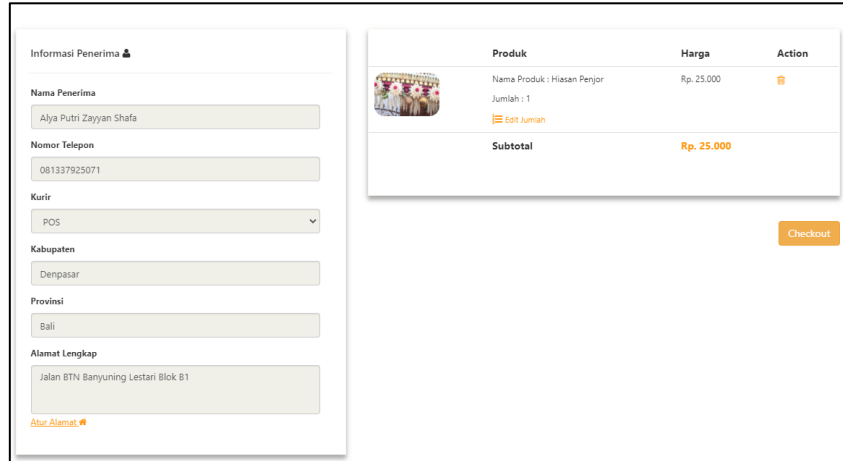 Informasi Penerima
Nama Penerima
Alya Putri Zayyan Shafa
Nomor Telepon
081337925071
Kurir
POS
Kabupaten
Denpasar
Provinsi
Bali
Alamat Lengkap
Jalan BTN Banyuning Lestari Blok B1
Atur Alamat
Produk Harga Action
Nama Produk : Hiasan Penjor Rp. 25.000
Jumlah : 1
Edit Jumlah
Subtotal Rp. 25.000
Checkout